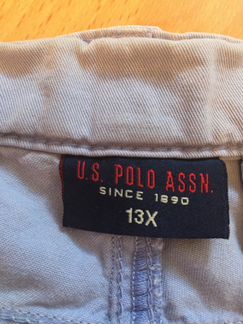 U.S. POLO ASSN.
SINCE 1890
13X